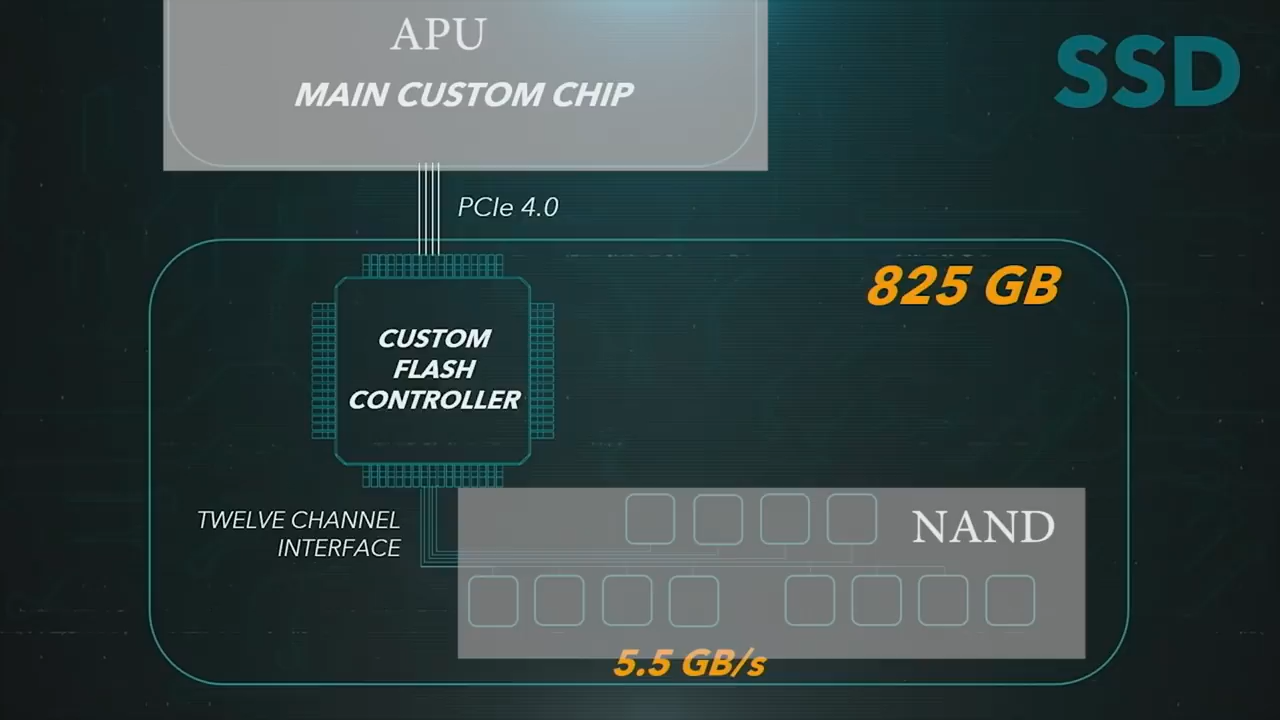 APU
SSD
MAIN CUSTOM CHIP
PCIe 4.0
825 GB
CUSTOM
FLASH
CONTROLLER
TWELVE CHANNEL
INTERFACE
NAND
5.5 GB/s